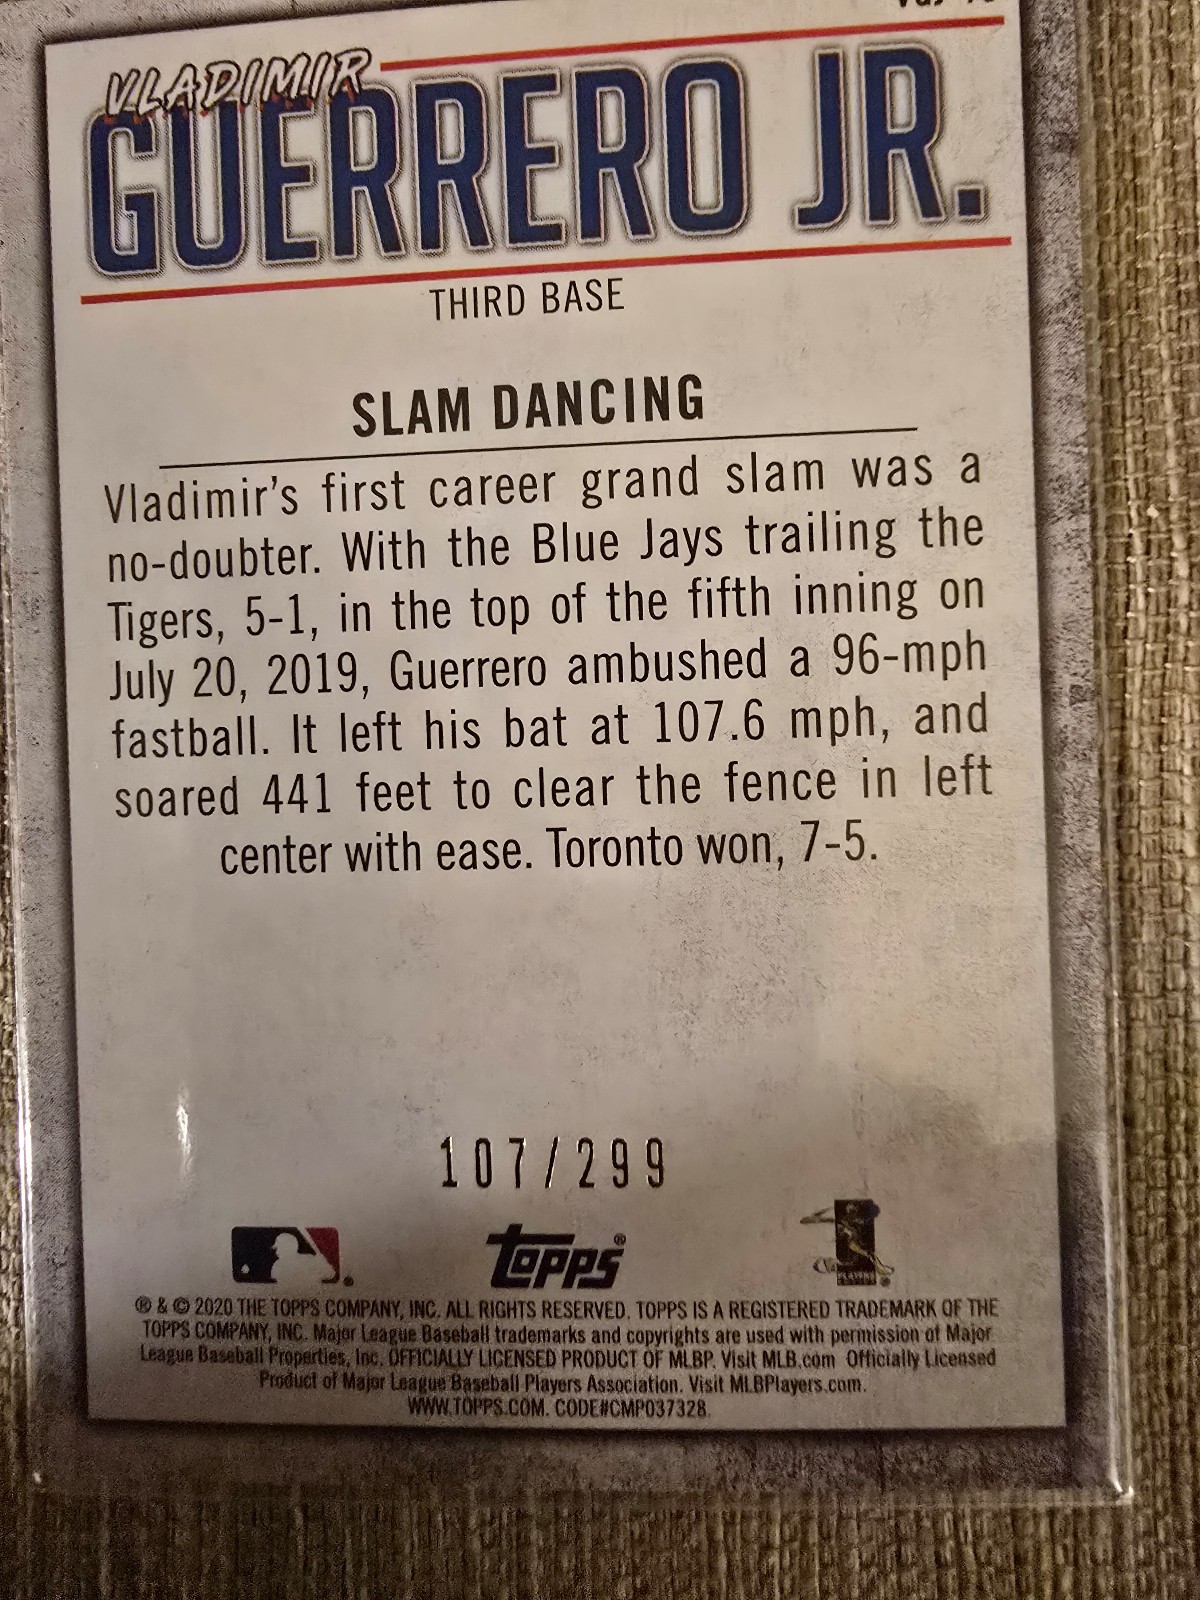 VLADIMIR
GUERRERO JR.
THIRD BASE
SLAM DANCING
Vladimir's first career grand slam was a
no-doubter. With the Blue Jays trailing the
Tigers, 5-1, in the top of the fifth inning on
July 20, 2019, Guerrero ambushed a 96-mph
fastball. It left his bat at 107.6 mph, and
soared 441 feet to clear the fence in left
center with ease. Toronto won, 7-5.
107/299
topps®
® & © 2020 THE TOPPS COMPANY, INC. ALL RIGHTS RESERVED. TOPPS IS A REGISTERED TRADEMARK OF THE
TOPPS COMPANY, INC. Major League Baseball trademarks and copyrights are used with permission of Major
League Baseball Properties, Inc. OFFICIALLY LICENSED PRODUCT OF MLBP. Visit MLB.com Officially Licensed
Product of Major League Baseball Players Association. Visit MLBPlayers.com.
WWW.TOPPS.COM. CODE#CMP037328